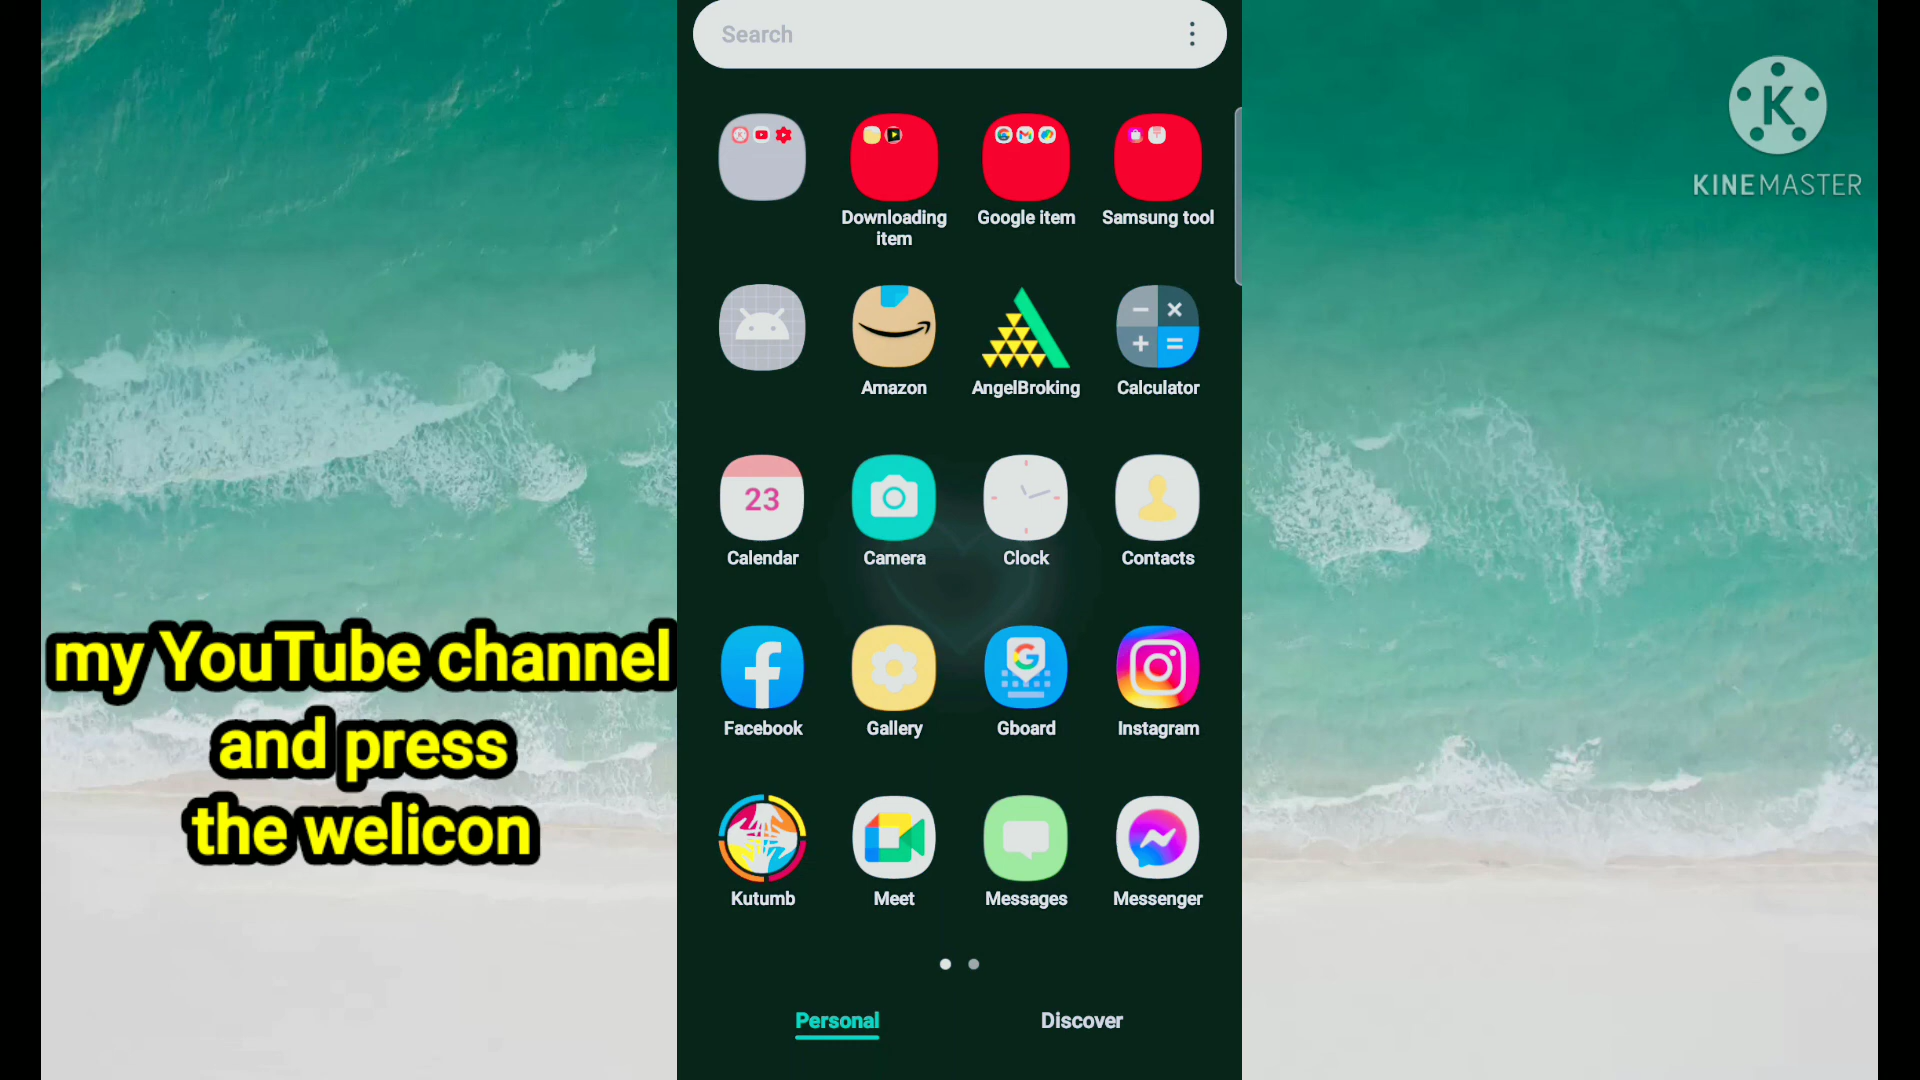 Search
KINEMASTER
Downloading item
Google item
Samsung tool
Amazon
AngelBroking
Calculator
23
Calendar
Camera
Clock
Contacts
my YouTube channel
and press
the welicon
Facebook
Gallery
Gboard
Instagram
Kutumb
Meet
Messages
Messenger
Personal
Discover